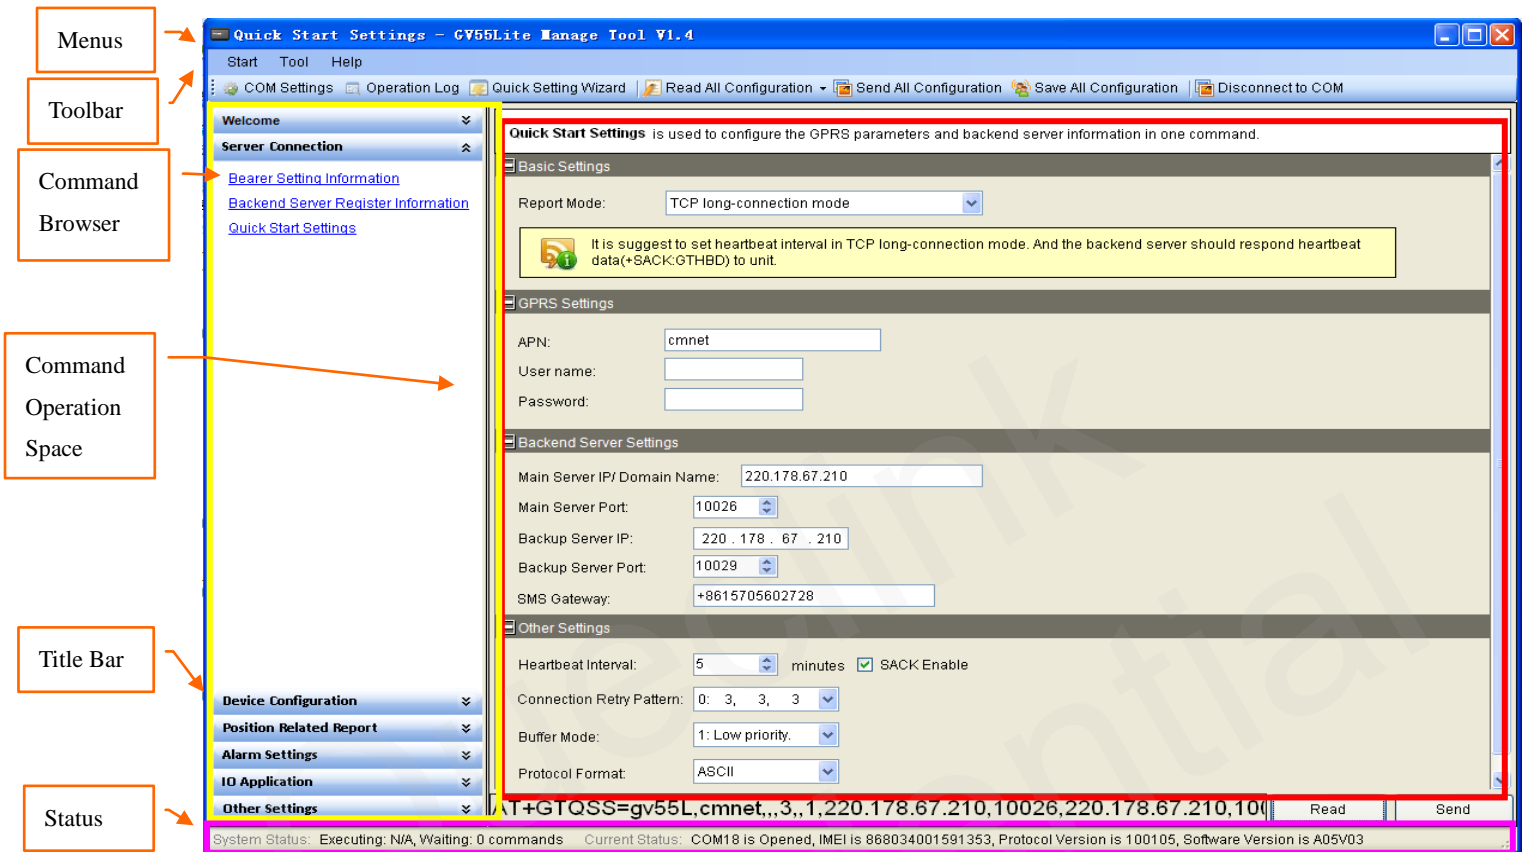 Menus
Toolbar
Command
Browser
Command
Operation
Space
Title Bar
Status
Quick Start Settings - GV55Lite Manage Tool V1.4
Start Tool Help
COM Settings Operation Log Quick Setting Wizard Read All Configuration Send All Configuration Save All Configuration Disconnect to COM
Welcome
Server Connection
Bearer Setting Information
Backend Server Register Information
Quick Start Settings
Device Configuration
Position Related Report
Alarm Settings
IO Application
Other Settings
Quick Start Settings is used to configure the GPRS parameters and backend server information in one command.
Basic Settings
Report Mode: TCP long-connection mode
It is suggest to set heartbeat interval in TCP long-connection mode. And the backend server should respond heartbeat
data(+SACK:GTHBD) to unit.
GPRS Settings
APN: cmnet
User name:
Password:
Backend Server Settings
Main Server IP/ Domain Name: 220.178.67.210
Main Server Port: 10026
Backup Server IP: 220 . 178 . 67 . 210
Backup Server Port: 10029
SMS Gateway: +8615705602728
Other Settings
Heartbeat Interval: 5 minutes SACK Enable
Connection Retry Pattern: 0: 3, 3, 3
Buffer Mode: 1: Low priority.
Protocol Format: ASCII
AT+GTQSS=gv55L,cmnet,,,3,,1,220.178.67.210,10026,220.178.67.210,100 Read Send
System Status: Executing: N/A, Waiting: 0 commands Current Status: COM18 is Opened, IMEI is 868034001591353, Protocol Version is 100105, Software Version is A05V03